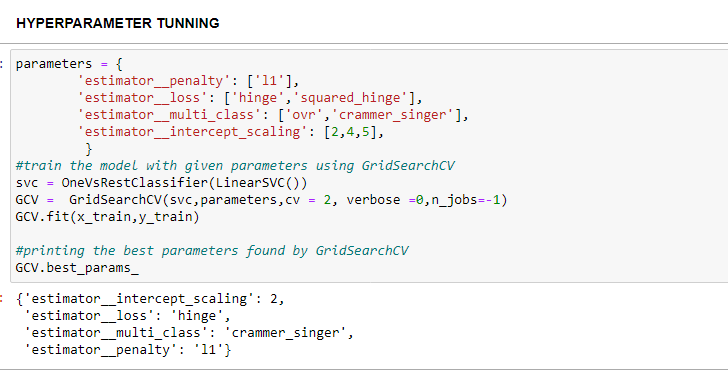 HYPERPARAMETER TUNNING
: parameters = {
'estimator__penalty': ['l1'],
'estimator__loss': ['hinge','squared_hinge'],
'estimator__multi_class': ['ovr','crammer_singer'],
'estimator__intercept_scaling': [2,4,5],
}
#train the model with given parameters using GridSearchCV
svc = OneVsRestClassifier(LinearSVC())
GCV =  GridSearchCV(svc,parameters,cv = 2, verbose =0,n_jobs=-1)
GCV.fit(x_train,y_train)
#printing the best parameters found by GridSearchCV
GCV.best_params_
: {'estimator__intercept_scaling': 2,
'estimator__loss': 'hinge',
'estimator__multi_class': 'crammer_singer',
'estimator__penalty': 'l1'}